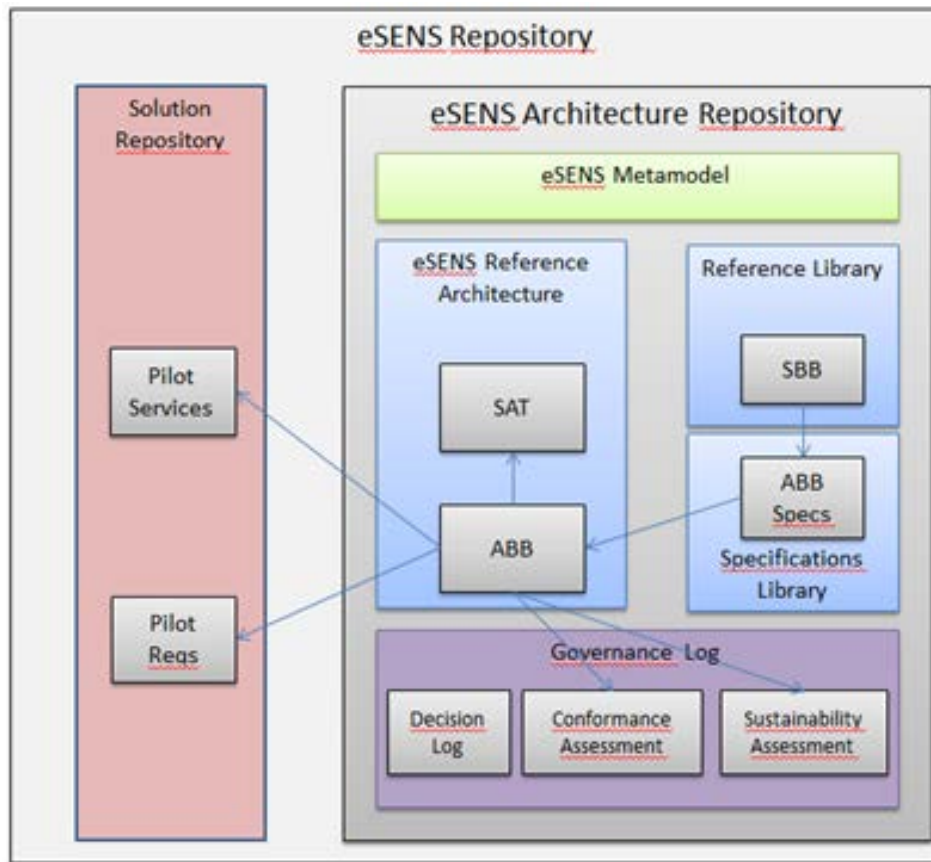 eSENS Repository
Solution
Repository
eSENS Architecture Repository
eSENS Metamodel
eSENS Reference
Architecture
Reference Library
SBB
Pilot
Services
SAT
ABB
Specs
Specifications
Library
ABB
Pilot
Reqs
Governance Log
Decision
Log
Conformance
Assessment
Sustainability
Assessment